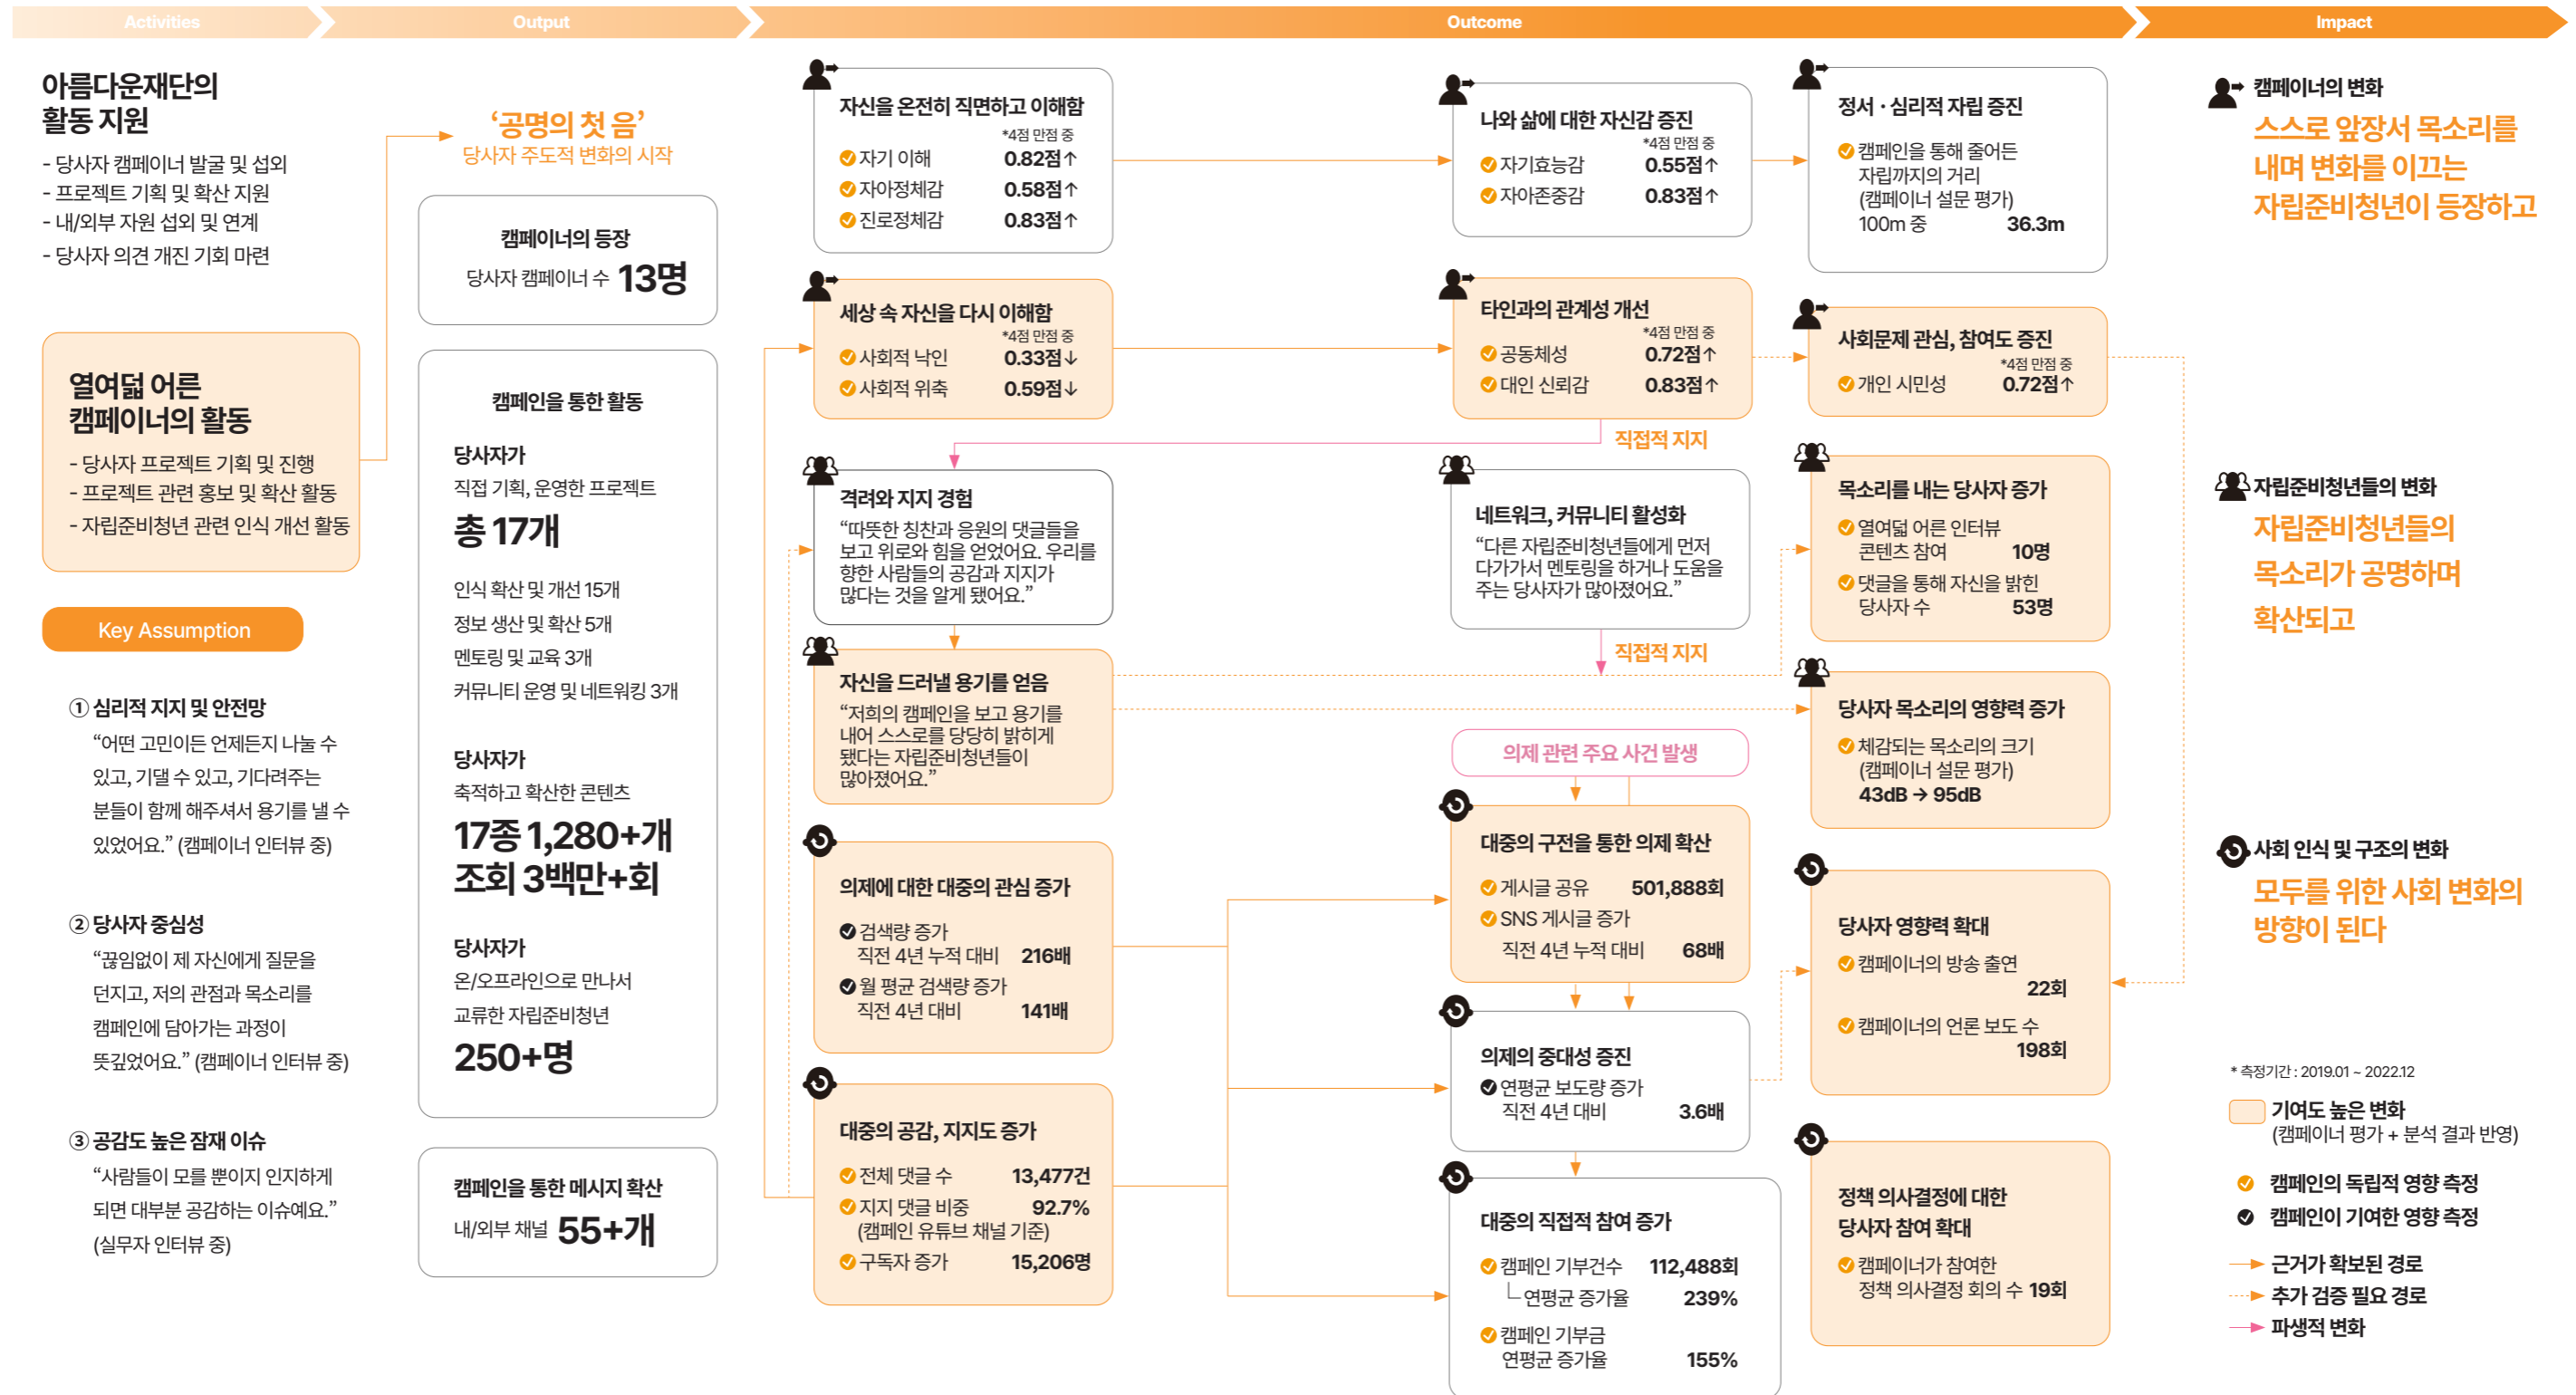 Activities
Output
Outcome
Impact
아름다운재단의
활동 지원
- 당사자 캠페이너 발굴 및 섭외
- 프로젝트 기획 및 확산 지원
- 내/외부 자원 섭외 및 연계
- 당사자 의견 개진 기회 마련
열여덟 어른
캠페이너의 활동
- 당사자 프로젝트 기획 및 진행
- 프로젝트 관련 홍보 및 확산 활동
- 자립준비청년 관련 인식 개선 활동
Key Assumption
① 심리적 지지 및 안전망
“어떤 고민이든 언제든지 나눌 수
있고, 기댈 수 있고, 기다려주는
분들이 함께 해주셔서 용기를 낼 수
있었어요.” (캠페이너 인터뷰 중)
② 당사자 중심성
“끊임없이 제 자신에게 질문을
던지고, 저의 관점과 목소리를
캠페인에 담아가는 과정이
뜻깊었어요.” (캠페이너 인터뷰 중)
③ 공감도 높은 잠재 이슈
“사람들이 모를 뿐이지 인지하게
되면 대부분 공감하는 이슈예요.”
(실무자 인터뷰 중)
‘공명의 첫 음’
당사자 주도적 변화의 시작
캠페이너의 등장
당사자 캠페이너 수 13명
캠페인을 통한 활동
당사자가
직접 기획, 운영한 프로젝트
총 17개
인식 확산 및 개선 15개
정보 생산 및 확산 5개
멘토링 및 교육 3개
커뮤니티 운영 및 네트워킹 3개
당사자가
축적하고 확산한 콘텐츠
17종 1,280+개
조회 3백만+회
당사자가
온/오프라인으로 만나서
교류한 자립준비청년
250+명
캠페인을 통한 메시지 확산
내/외부 채널 55+개
자신을 온전히 직면하고 이해함
*4점 만점 중
자기 이해 0.82점↑
자아정체감 0.58점↑
진로정체감 0.83점↑
세상 속 자신을 다시 이해함
*4점 만점 중
사회적 낙인 0.33점↓
사회적 위축 0.59점↓
격려와 지지 경험
“따뜻한 칭찬과 응원의 댓글들을
보고 위로와 힘을 얻었어요. 우리를
향한 사람들의 공감과 지지가
많다는 것을 알게 됐어요.”
자신을 드러낼 용기를 얻음
“저희의 캠페인을 보고 용기를
내어 스스로를 당당히 밝히게
됐다는 자립준비청년들이
많아졌어요.”
의제에 대한 대중의 관심 증가
검색량 증가
직전 4년 누적 대비 216배
월 평균 검색량 증가
직전 4년 대비 141배
대중의 공감, 지지도 증가
전체 댓글 수 13,477건
지지 댓글 비중 92.7%
(캠페인 유튜브 채널 기준)
구독자 증가 15,206명
나와 삶에 대한 자신감 증진
*4점 만점 중
자기효능감 0.55점↑
자아존중감 0.83점↑
타인과의 관계성 개선
*4점 만점 중
공동체성 0.72점↑
대인 신뢰감 0.83점↑
직접적 지지
네트워크, 커뮤니티 활성화
“다른 자립준비청년들에게 먼저
다가가서 멘토링을 하거나 도움을
주는 당사자가 많아졌어요.”
직접적 지지
의제 관련 주요 사건 발생
대중의 구전을 통한 의제 확산
게시글 공유 501,888회
SNS 게시글 증가
직전 4년 누적 대비 68배
의제의 중대성 증진
연평균 보도량 증가
직전 4년 대비 3.6배
대중의 직접적 참여 증가
캠페인 기부건수 112,488회
연평균 증가율 239%
캠페인 기부금
연평균 증가율 155%
정서 · 심리적 자립 증진
캠페인을 통해 줄어든
자립까지의 거리
(캠페이너 설문 평가)
100m 중 36.3m
사회문제 관심, 참여도 증진
*4점 만점 중
개인 시민성 0.72점↑
목소리를 내는 당사자 증가
열여덟 어른 인터뷰
콘텐츠 참여 10명
댓글을 통해 자신을 밝힌
당사자 수 53명
당사자 목소리의 영향력 증가
체감되는 목소리의 크기
(캠페이너 설문 평가)
43dB → 95dB
당사자 영향력 확대
캠페이너의 방송 출연
22회
캠페이너의 언론 보도 수
198회
정책 의사결정에 대한
당사자 참여 확대
캠페이너가 참여한
정책 의사결정 회의 수 19회
캠페이너의 변화
스스로 앞장서 목소리를
내며 변화를 이끄는
자립준비청년이 등장하고
자립준비청년들의 변화
자립준비청년들의
목소리가 공명하며
확산되고
사회 인식 및 구조의 변화
모두를 위한 사회 변화의
방향이 된다
* 측정기간 : 2019.01 ~ 2022.12
기여도 높은 변화
(캠페이너 평가 + 분석 결과 반영)
캠페인의 독립적 영향 측정
캠페인이 기여한 영향 측정
근거가 확보된 경로
추가 검증 필요 경로
파생적 변화